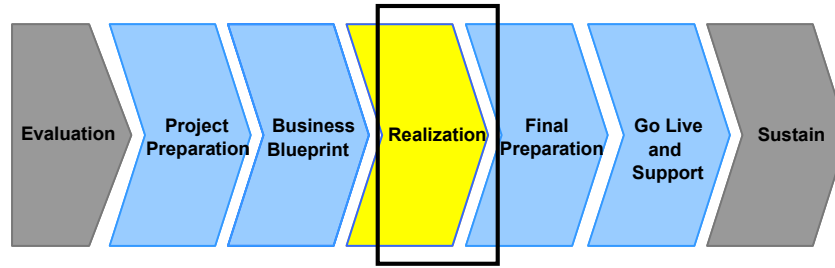 Evaluation
Project
Preparation
Business
Blueprint
Realization
Final
Preparation
Go Live
and
Support
Sustain